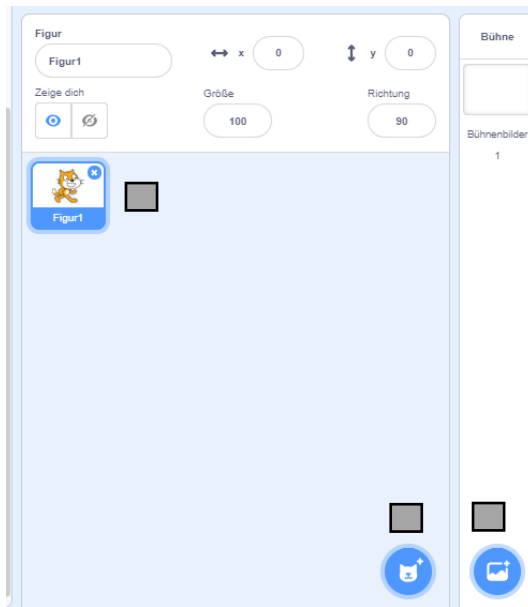 Figur
Figur1
x 0
y 0
Zeige dich
Größe
100
Richtung
90
Figur1
Bühne
Bühnenbilder
1